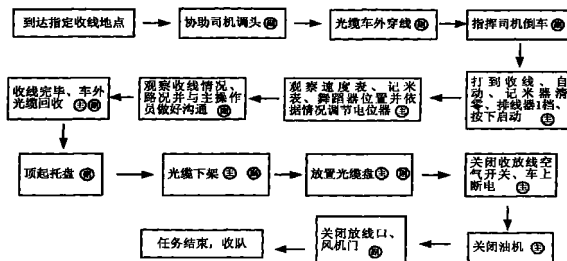 到达指定收线地点
协助司机调头 副
光缆车外穿线 副
指挥司机倒车 副
打到收线、自
动、记米器清
零、排线器1档、
按下启动 主
观察速度表、记米
表、舞蹈器位置并依
据情况调节电位器 主
观察收线情况、
路况并与主操作
员做好沟通 副
收线完毕、车外
光缆回收 主 副
顶起托盘 副
光缆下架 主 副
放置光缆盘 主 副
关闭收放线空
气开关、车上
断电 主
关闭油机 主
关闭放线口、
风机门 副
任务结束，收队